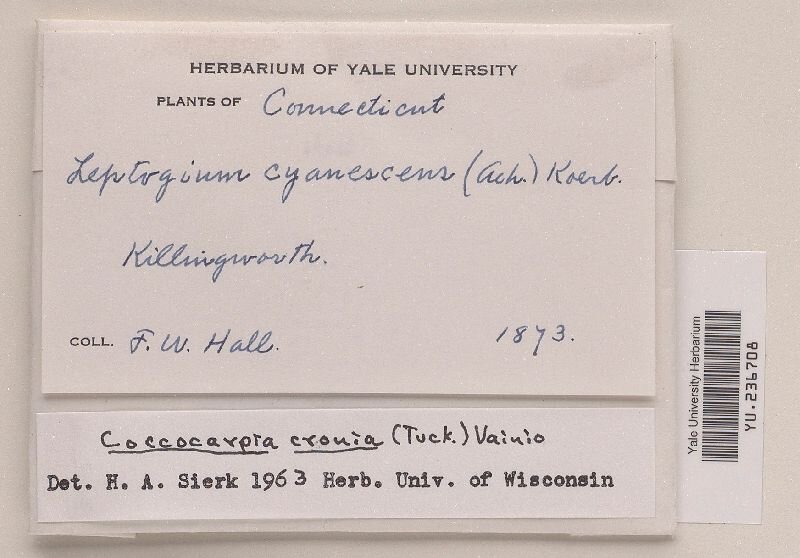 HERBARIUM OF YALE UNIVERSITY
PLANTS OF Connecticut
Leptogium cyanescens (Ach.) Koerb.
Killingworth.
COLL. F. W. Hall. 1873.
Coccocarpia cronia (Tuck.) Vainio
Det. H. A. Sierk 1963 Herb. Univ. of Wisconsin
Yale University Herbarium
YU.236708